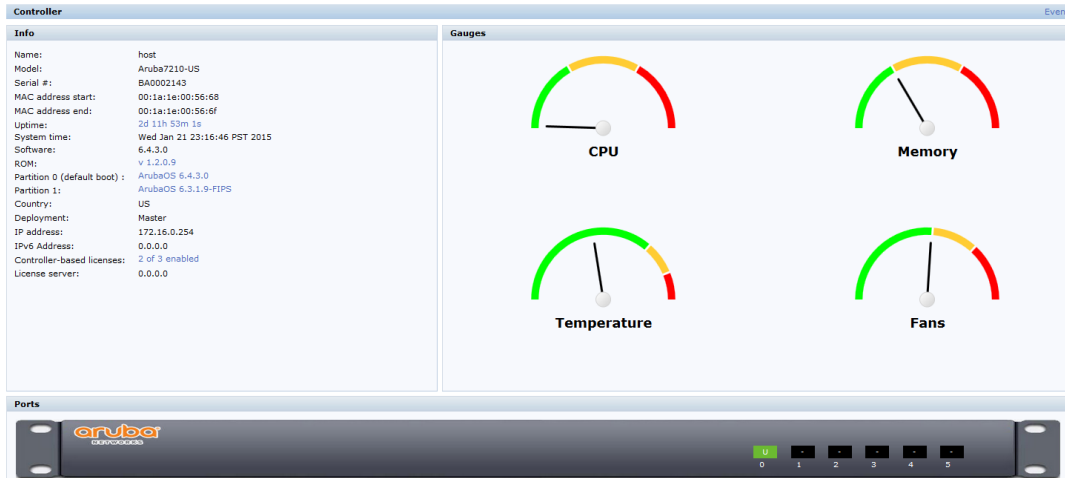 Controller
Even
Info
Gauges
Name: host
Model: Aruba7210-US
Serial #: BA0002143
MAC address start: 00:1a:1e:00:56:68
MAC address end: 00:1a:1e:00:56:6f
Uptime: 2d 11h 53m 1s
System time: Wed Jan 21 23:16:46 PST 2015
Software: 6.4.3.0
ROM: v 1.2.0.9
Partition 0 (default boot) : ArubaOS 6.4.3.0
Partition 1: ArubaOS 6.3.1.9-FIPS
Country: US
Deployment: Master
IP address: 172.16.0.254
IPv6 Address: 0.0.0.0
Controller-based licenses: 2 of 3 enabled
License server: 0.0.0.0
CPU
Memory
Temperature
Fans
Ports
aruba
NETWORKS
U - - - - -
0 1 2 3 4 5